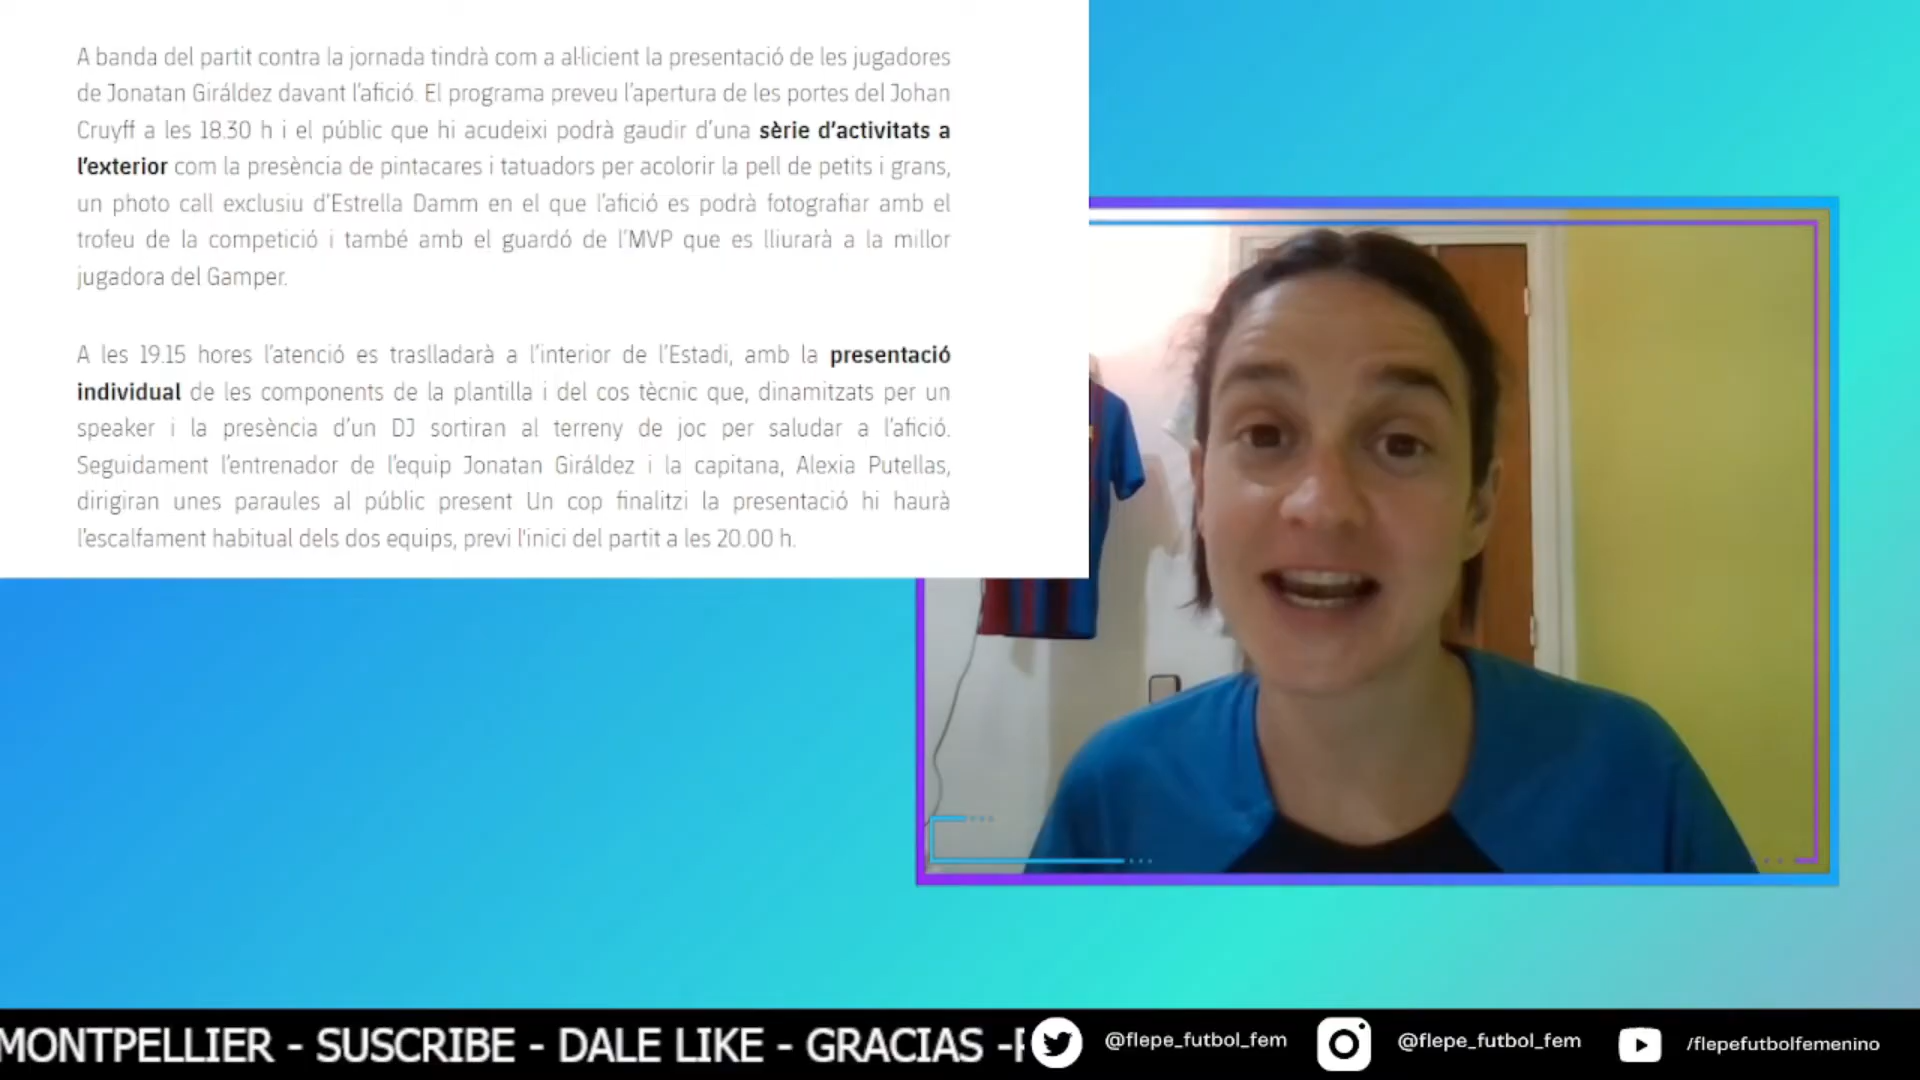 A banda del partit contra la jornada tindrà com a al·licient la presentació de les jugadores
de Jonatan Giráldez davant l'afició. El programa preveu l'apertura de les portes del Johan
Cruyff a les 18.30 h i el públic que hi acudeixi podrà gaudir d'una sèrie d'activitats a
l'exterior com la presència de pintacares i tatuadors per acolorir la pell de petits i grans,
un photo call exclusiu d'Estrella Damm en el que l'afició es podrà fotografiar amb el
trofeu de la competició i també amb el guardó de l'MVP que es lliurarà a la millor
jugadora del Gamper.
A les 19.15 hores l'atenció es traslladarà a l'interior de l'Estadi, amb la presentació
individual de les components de la plantilla i del cos tècnic que, dinamitzats per un
speaker i la presència d'un DJ sortiran al terreny de joc per saludar a l'afició.
Seguidament l'entrenador de l'equip Jonatan Giráldez i la capitana, Alexia Putellas,
dirigiran unes paraules al públic present Un cop finalitzi la presentació hi haurà
l'escalfament habitual dels dos equips, previ l'inici del partit a les 20.00 h.
MONTPELLIER - SUSCRIBE - DALE LIKE - GRACIAS - @flepe_futbol_fem @flepe_futbol_fem /flepefutbolfemenino